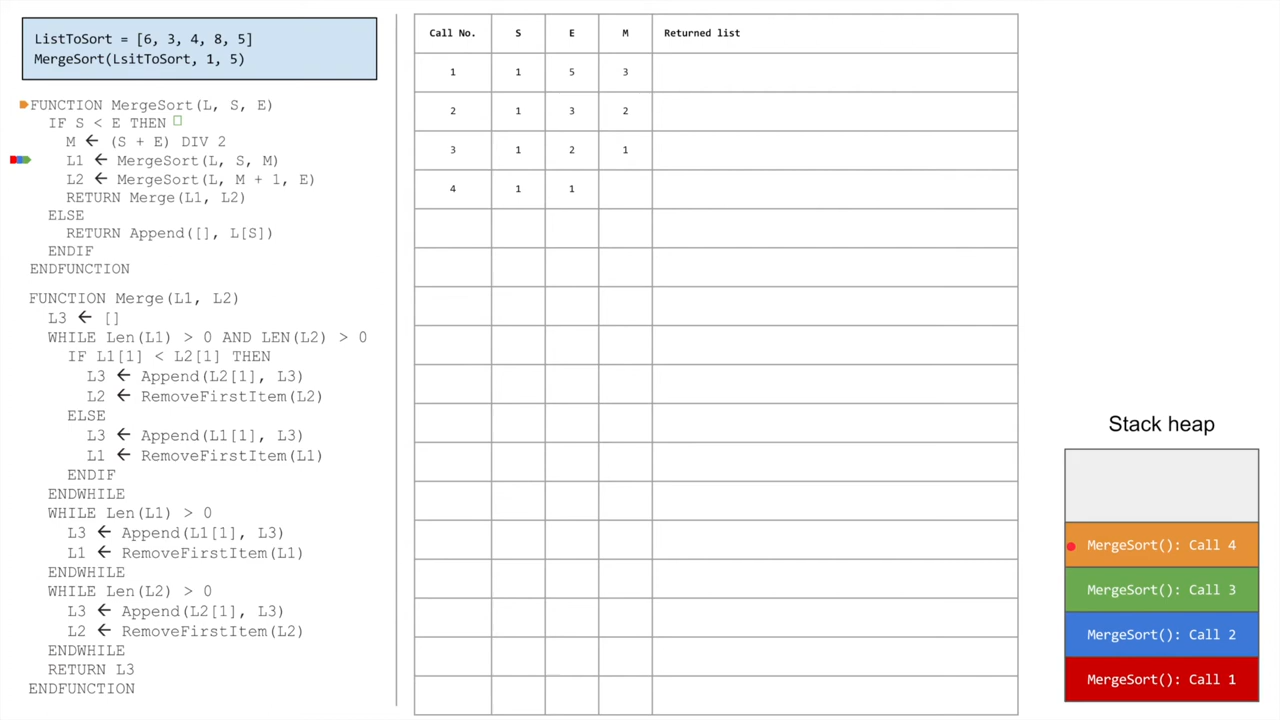 ListToSort = [6, 3, 4, 8, 5]
MergeSort(LsitToSort, 1, 5)
FUNCTION MergeSort(L, S, E)
IF S < E THEN
M ← (S + E) DIV 2
L1 ← MergeSort(L, S, M)
L2 ← MergeSort(L, M + 1, E)
RETURN Merge(L1, L2)
ELSE
RETURN Append([], L[S])
ENDIF
ENDFUNCTION
FUNCTION Merge(L1, L2)
L3 ← []
WHILE Len(L1) > 0 AND LEN(L2) > 0
IF L1[1] < L2[1] THEN
L3 ← Append(L2[1], L3)
L2 ← RemoveFirstItem(L2)
ELSE
L3 ← Append(L1[1], L3)
L1 ← RemoveFirstItem(L1)
ENDIF
ENDWHILE
WHILE Len(L1) > 0
L3 ← Append(L1[1], L3)
L1 ← RemoveFirstItem(L1)
ENDWHILE
WHILE Len(L2) > 0
L3 ← Append(L2[1], L3)
L2 ← RemoveFirstItem(L2)
ENDWHILE
RETURN L3
ENDFUNCTION
Call No. S E M Returned list
1 1 5 3
2 1 3 2
3 1 2 1
4 1 1
Stack heap
MergeSort(): Call 4
MergeSort(): Call 3
MergeSort(): Call 2
MergeSort(): Call 1